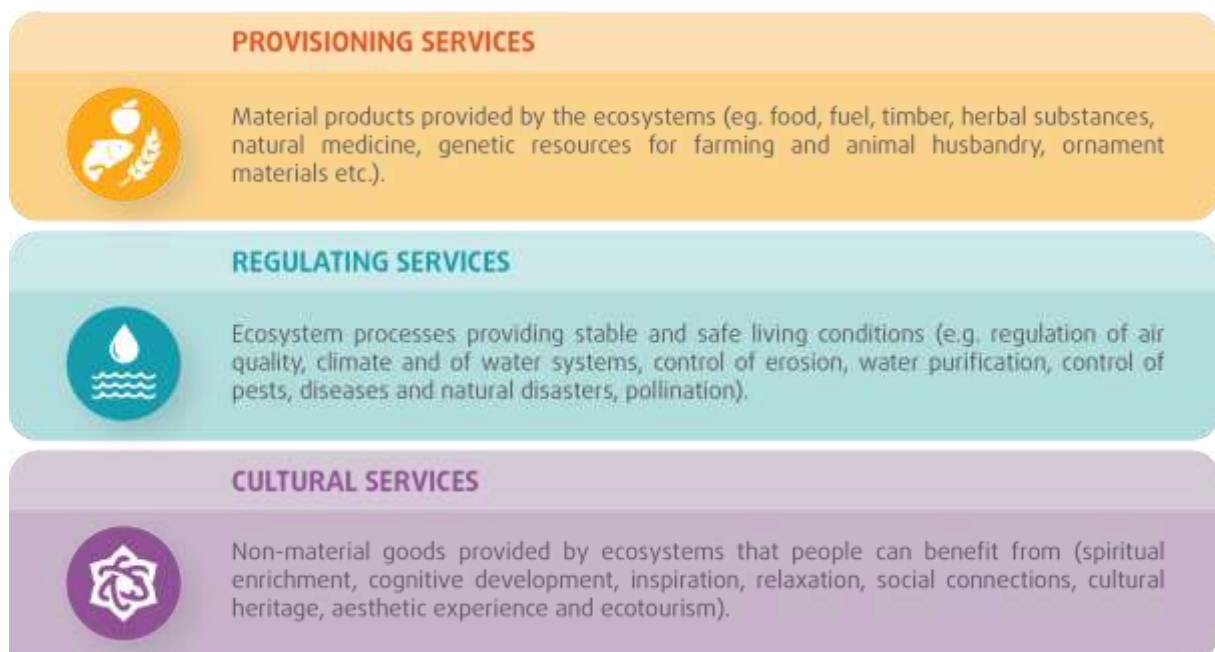 PROVISIONING SERVICES
Material products provided by the ecosystems (eg. food, fuel, timber, herbal substances,
natural medicine, genetic resources for farming and animal husbandry, ornament
materials etc.).
REGULATING SERVICES
Ecosystem processes providing stable and safe living conditions (e.g. regulation of air
quality, climate and of water systems, control of erosion, water purification, control of
pests, diseases and natural disasters, pollination).
CULTURAL SERVICES
Non-material goods provided by ecosystems that people can benefit from (spiritual
enrichment, cognitive development, inspiration, relaxation, social connections, cultural
heritage, aesthetic experience and ecotourism).